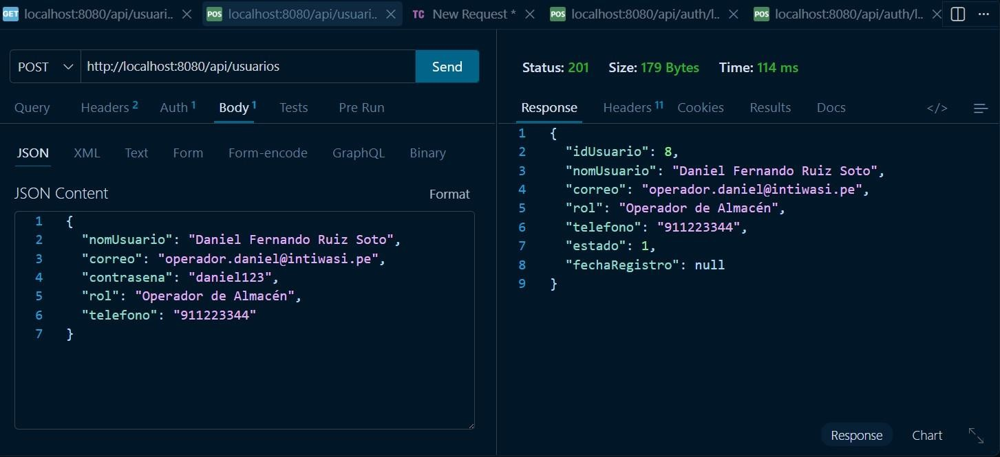 GET localhost:8080/api/usuari..
POS localhost:8080/api/usuari..
TC New Request *
POS localhost:8080/api/auth/l..
POS localhost:8080/api/auth/l..
POST http://localhost:8080/api/usuarios Send
Query Headers 2 Auth 1 Body 1 Tests Pre Run
JSON XML Text Form Form-encode GraphQL Binary
JSON Content Format
1 {
2 "nomUsuario": "Daniel Fernando Ruiz Soto",
3 "correo": "operador.daniel@intiwasi.pe",
4 "contrasena": "daniel123",
5 "rol": "Operador de Almacén",
6 "telefono": "911223344"
7 }
Status: 201 Size: 179 Bytes Time: 114 ms
Response Headers 11 Cookies Results Docs </>
1 {
2 "idUsuario": 8,
3 "nomUsuario": "Daniel Fernando Ruiz Soto",
4 "correo": "operador.daniel@intiwasi.pe",
5 "rol": "Operador de Almacén",
6 "telefono": "911223344",
7 "estado": 1,
8 "fechaRegistro": null
9 }
Response Chart